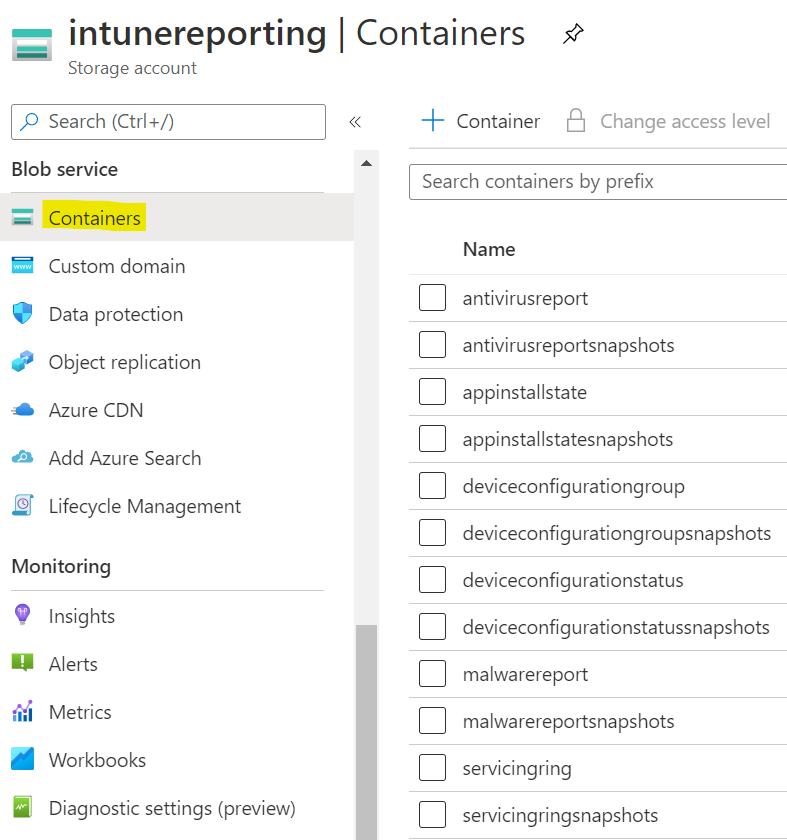 intunereporting | Containers
Storage account
Search (Ctrl+/)
«
Blob service
Containers
www
Custom domain
Data protection
Object replication
Azure CDN
Add Azure Search
Lifecycle Management
Monitoring
Insights
Alerts
Metrics
Workbooks
Diagnostic settings (preview)
+ Container
Change access level
Search containers by prefix
Name
antivirusreport
antivirusreportsnapshots
appinstallstate
appinstallstatesnapshots
deviceconfigurationgroup
deviceconfigurationgroupsnapshots
deviceconfigurationstatus
deviceconfigurationstatussnapshots
malwarereport
malwarereportsnapshots
servicingring
servicingringsnapshots